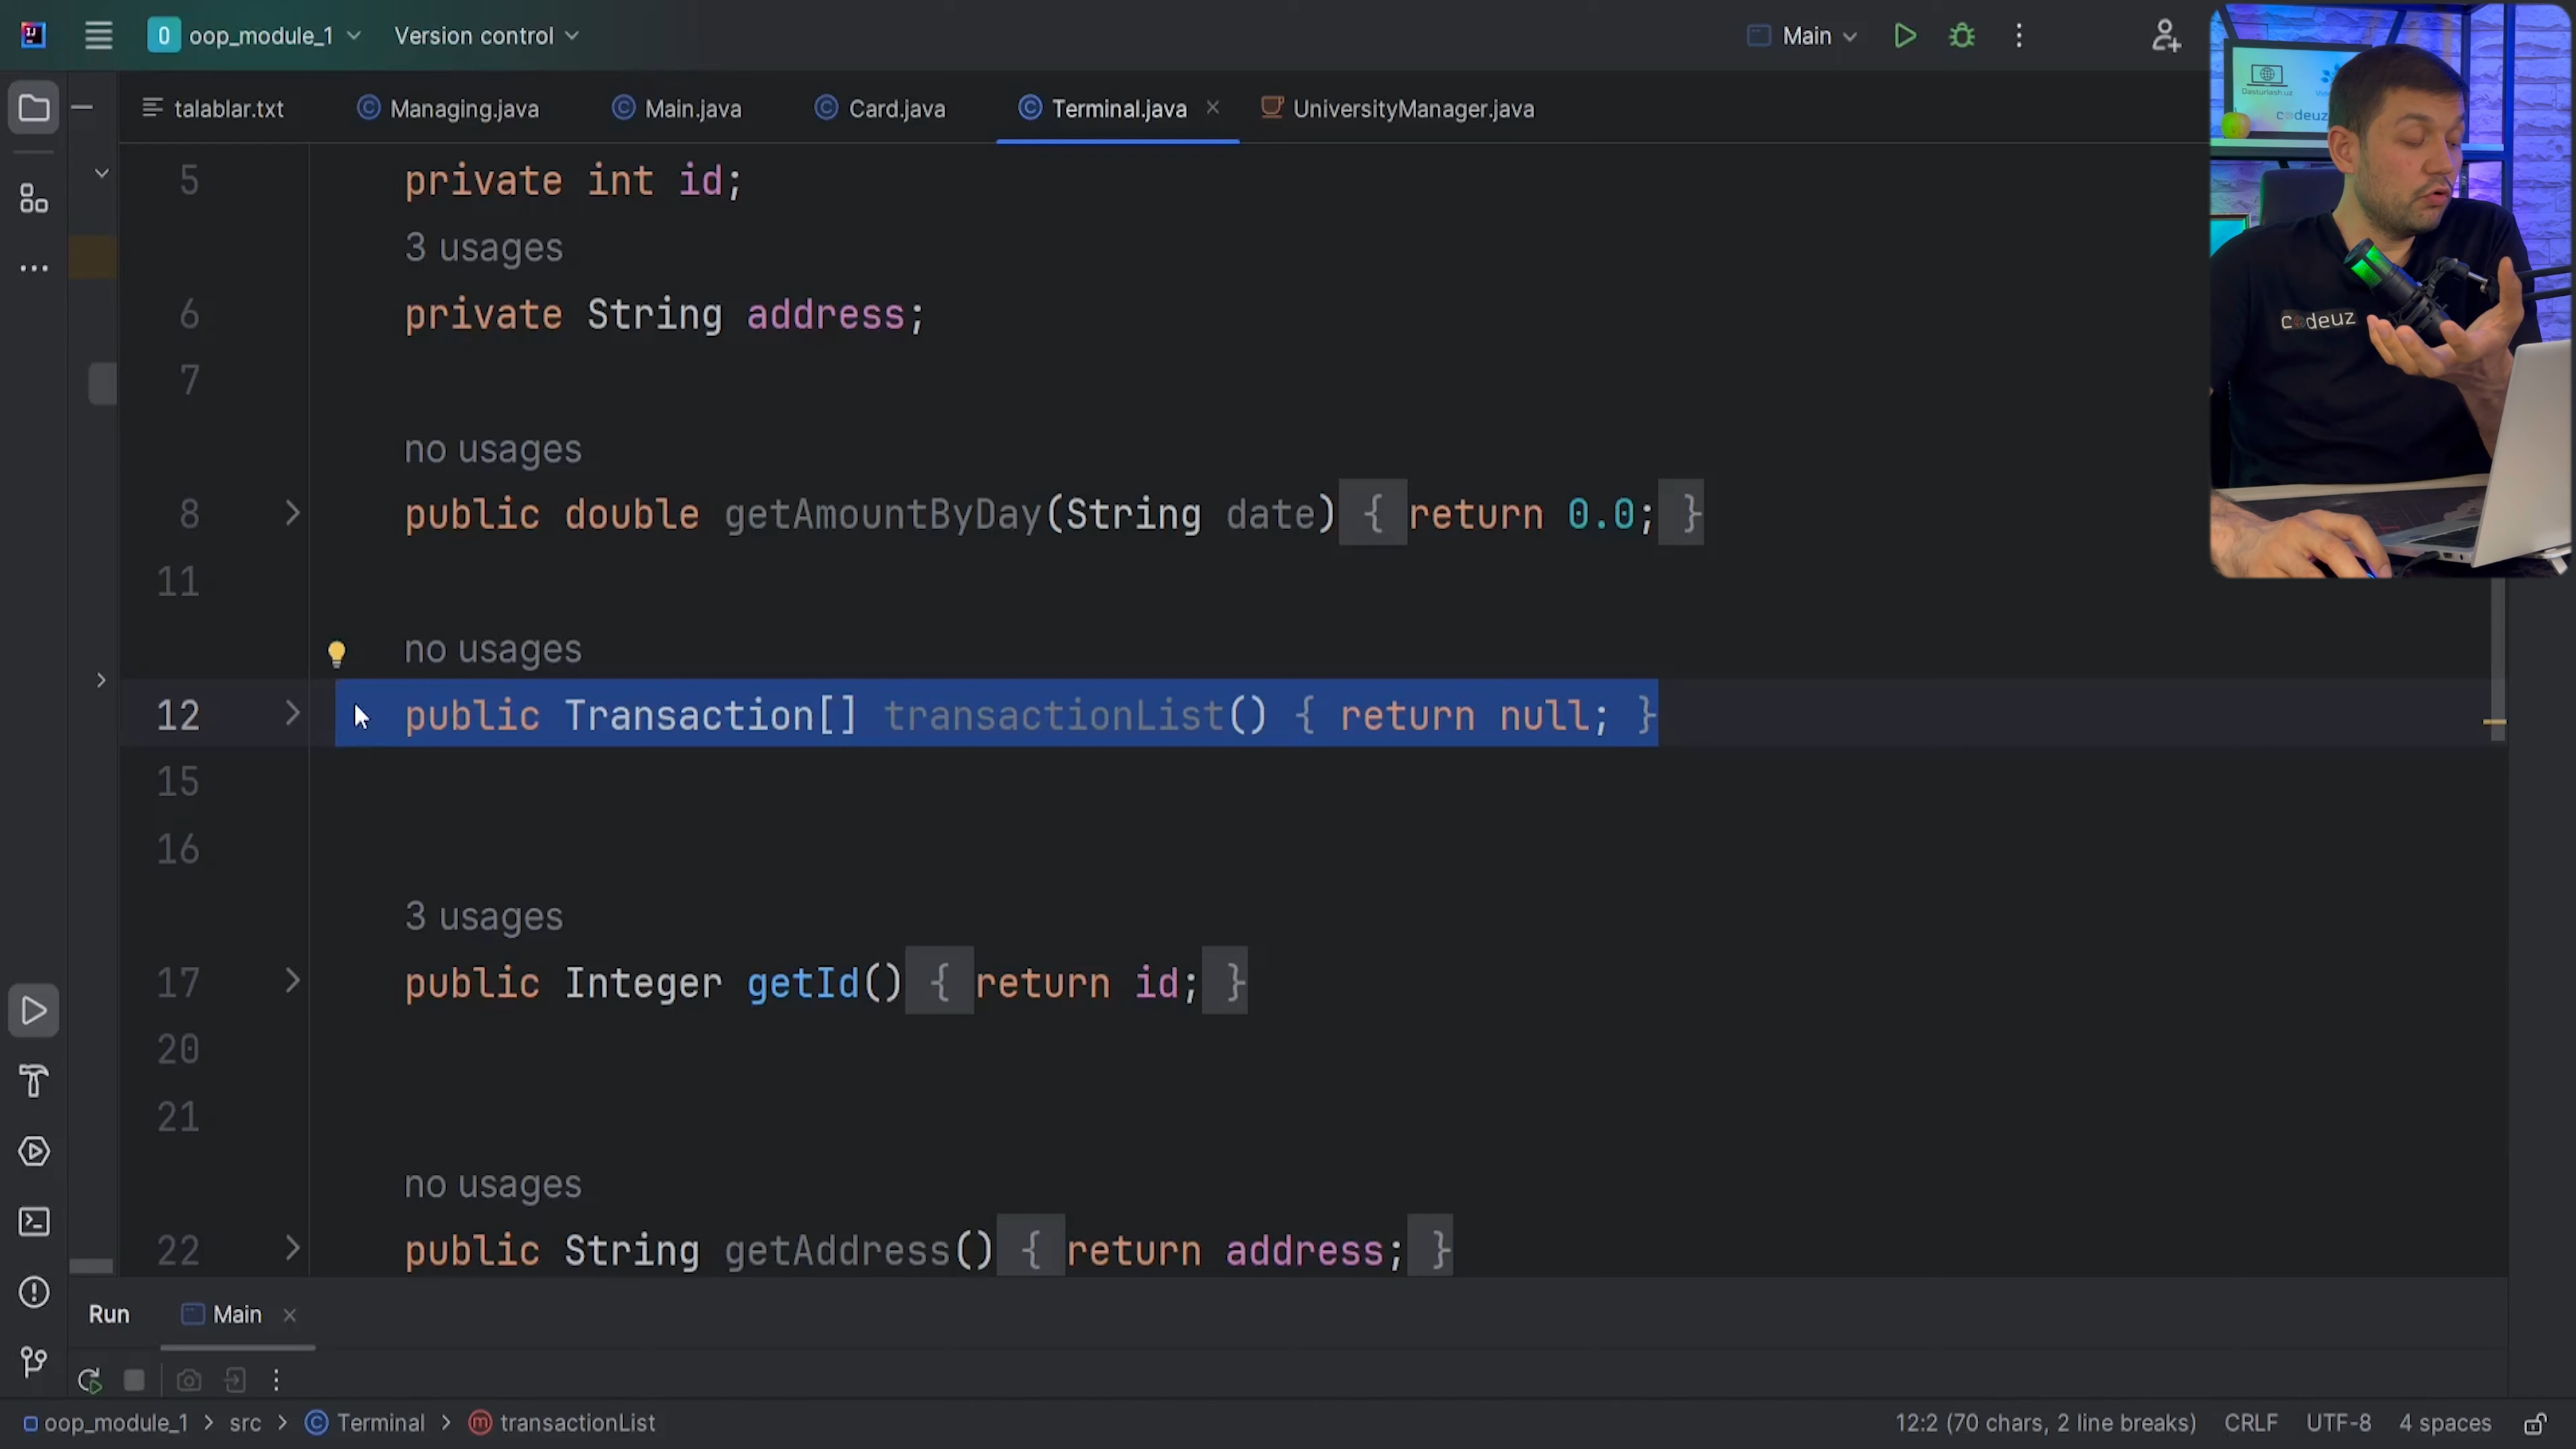 oop_module_1 Version control Main
talablar.txt Managing.java Main.java Card.java Terminal.java UniversityManager.java
5 private int id;
3 usages
6 private String address;
7
no usages
8 public double getAmountByDay(String date) { return 0.0; }
11
no usages
12 public Transaction[] transactionList() { return null; }
15
16
3 usages
17 public Integer getId() { return id; }
20
21
no usages
22 public String getAddress() { return address; }
Run Main
oop_module_1 > src > Terminal > transactionList 12:2 (70 chars, 2 line breaks) CRLF UTF-8 4 spaces
Dasturlash.uz
codeuz
codeuz